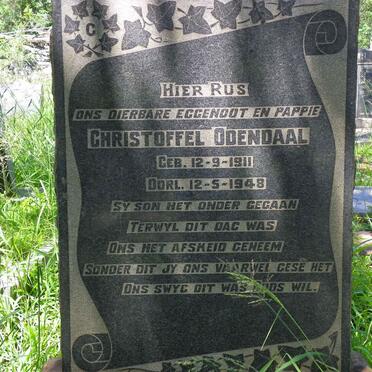 C
HIER RUS
ONS DIERBARE EGGENOUT EN PAPPIE
CHRISTOFFEL ODENDAAL
GEB. 12-9-1911
OORL. 12-5-1948
SY SON HET ONDER GEGAAN
TERWYL DIT DAG WAS
ONS HET AFSKEID GENEEM
SONDER DIT JY ONS VAARWEL GESÊ HET
ONS SWYG DIT WAS GODS WIL.